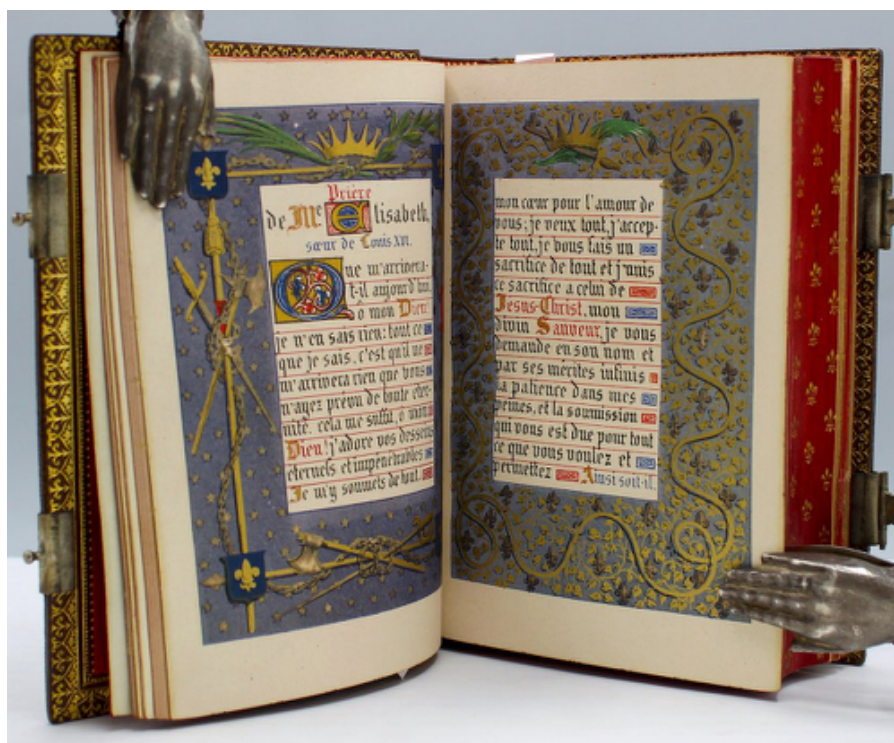 Prière
de Me Elisabeth,
sœur de Louis XVI.
Que m'arrivera-
t-il aujourd'hui,
ô mon Dieu!
je n'en sais rien: tout ce
que je sais, c'est qu'il ne
m'arrivera rien que vous
n'ayez prévu de toute éter-
nité. cela me suffit, ô mon
Dieu! j'adore vos desseins
éternels et impénétrables
Je m'y soumets de tout
mon cœur pour l'amour de
vous; je veux tout, j'accep-
te tout, je vous fais un
sacrifice de tout et j'unis
ce sacrifice a celui de
Jesus-Christ, mon
divin Sauveur, je vous
demande en son nom et
par ses mérites infinis
la patience dans mes
peines, et la soumission
qui vous est due pour tout
ce que vous voulez et
permettez Ainsi soit-il.